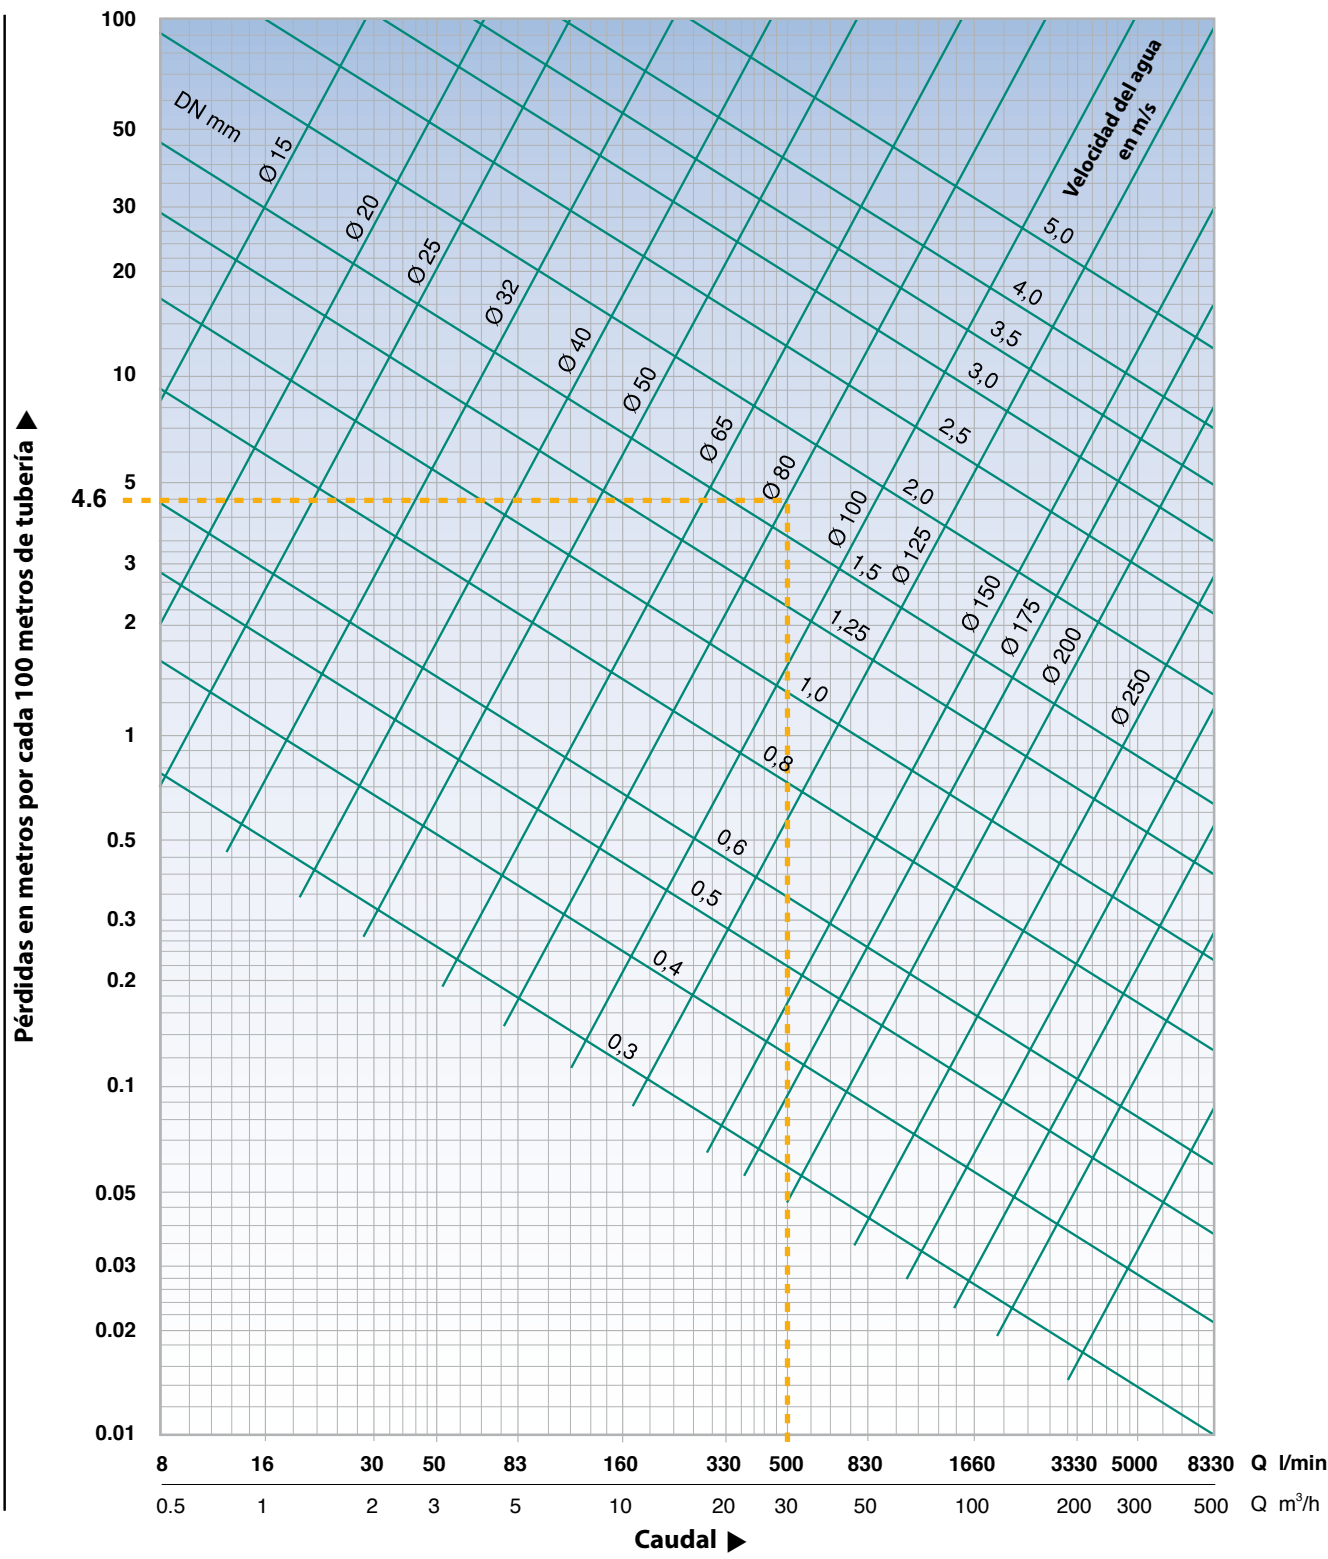 100
50
30
20
10
5
4.6
3
2
1
0.5
0.3
0.2
0.1
0.05
0.03
0.02
0.01
Pérdidas en metros por cada 100 metros de tubería ▶
DN mm
Ø 15
Ø 20
Ø 25
Ø 32
Ø 40
Ø 50
Ø 65
Ø 80
Ø 100
Ø 125
Ø 150
Ø 175
Ø 200
Ø 250
Velocidad del agua
en m/s
5,0
4,0
3,5
3,0
2,5
2,0
1,5
1,25
1,0
0,8
0,6
0,5
0,4
0,3
8 16 30 50 83 160 330 500 830 1660 3330 5000 8330 Q l/min
0.5 1 2 3 5 10 20 30 50 100 200 300 500 Q m³/h
Caudal ▶